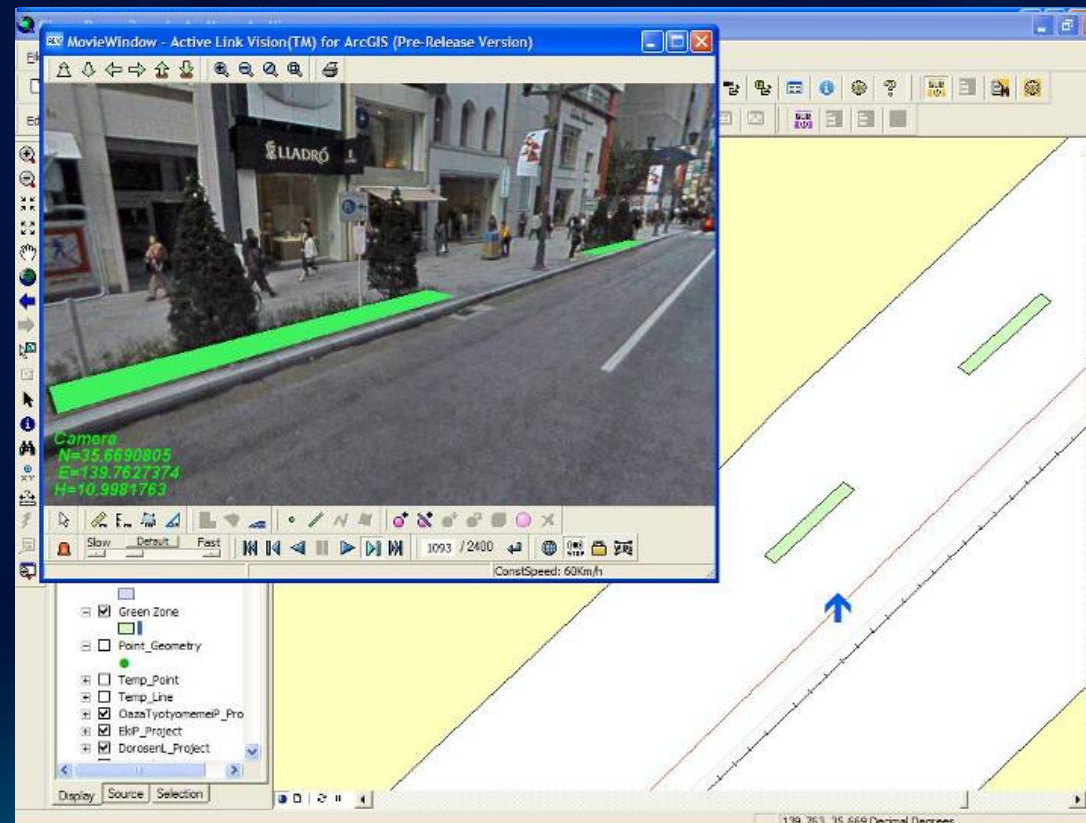 MovieWindow - Active Link Vision(TM) for ArcGIS (Pre-Release Version)
LLADRÓ
Camera
N=35.6690805
E=139.7627374
H=10.9981763
Slow Default Fast
1093 / 2400
ConstSpeed: 60Km/h
Green Zone
Point_Geometry
Temp_Point
Temp_Line
OazaTyotyomemeiP_Pro
EkiP_Project
DorosenL_Project
Display Source Selection
139.763 35.669 Decimal Degrees